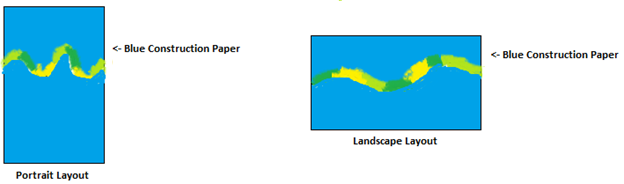 <- Blue Construction Paper
<- Blue Construction Paper
Landscape Layout
Portrait Layout